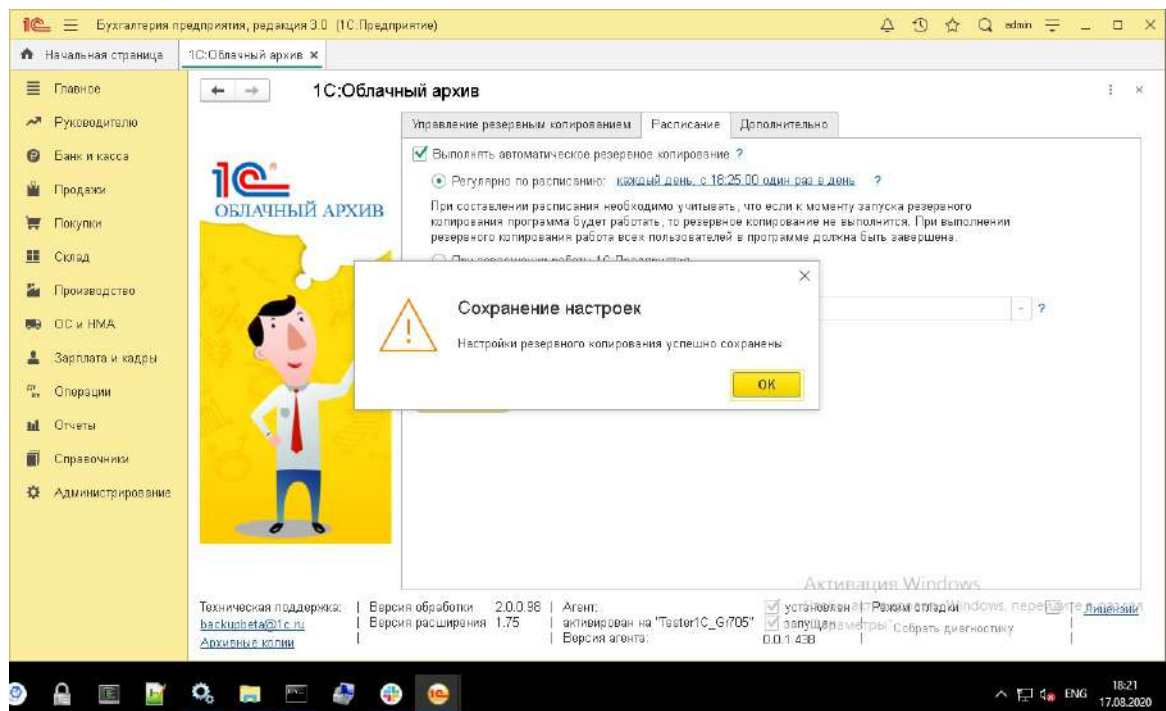 1С Бухгалтерия предприятия, редакция 3.0 (1С:Предприятие) admin
Начальная страница 1С:Облачный архив ×
Главное
Руководителю
Банк и касса
Продажи
Покупки
Склад
Производство
ОС и НМА
Зарплата и кадры
Операции
Отчеты
Справочники
Администрирование
1С:Облачный архив
1С
ОБЛАЧНЫЙ АРХИВ
Управление резервным копированием Расписание Дополнительно
Выполнять автоматическое резервное копирование ?
Регулярно по расписанию: каждый день, с 18:25:00 один раз в день ?
При составлении расписания необходимо учитывать, что если к моменту запуска резервного
копирования программа будет работать, то резервное копирование не выполнится. При выполнении
резервного копирования работа всех пользователей в программе должна быть завершена.
При завершении работы 1С:Предприятия
?
Сохранение настроек
Настройки резервного копирования успешно сохранены
ОК
Активация Windows
Техническая поддержка: | Версия обработки 2.0.0.98 | Агент: установлен | Режим отладки Лицензии
backupbeta@1c.ru | Версия расширения 1.75 | активирован на "Tester1C_Gr705" запущен Собрать диагностику
Архивные копии | | Версия агента: 0.0.1.438
ENG 18:21
17.08.2020